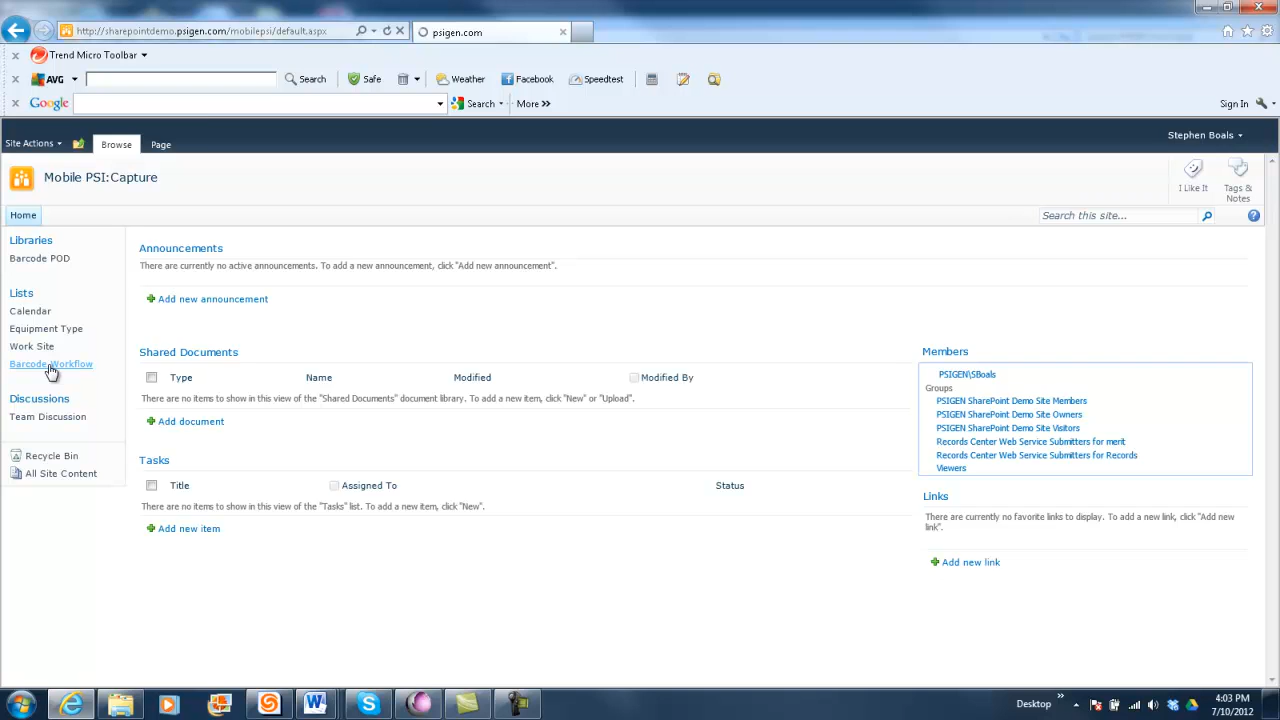 http://sharepointdemo.psigen.com/mobilepsi/default.aspx
psigen.com
Trend Micro Toolbar
AVG Search Safe Weather Facebook Speedtest
Google Search More >> Sign In
Stephen Boals
Site Actions Browse Page
Mobile PSI:Capture
I Like It
Tags & Notes
Home
Search this site...
Libraries
Barcode POD
Lists
Calendar
Equipment Type
Work Site
Barcode Workflow
Discussions
Team Discussion
Recycle Bin
All Site Content
Announcements
There are currently no active announcements. To add a new announcement, click "Add new announcement".
Add new announcement
Shared Documents
Type Name Modified Modified By
There are no items to show in this view of the "Shared Documents" document library. To add a new item, click "New" or "Upload".
Add document
Tasks
Title Assigned To Status
There are no items to show in this view of the "Tasks" list. To add a new item, click "New".
Add new item
Members
PSIGEN\SBoals
Groups
PSIGEN SharePoint Demo Site Members
PSIGEN SharePoint Demo Site Owners
PSIGEN SharePoint Demo Site Visitors
Records Center Web Service Submitters for merit
Records Center Web Service Submitters for Records
Viewers
Links
There are currently no favorite links to display. To add a new link, click "Add new
link".
Add new link
Desktop
4:03 PM
7/10/2012